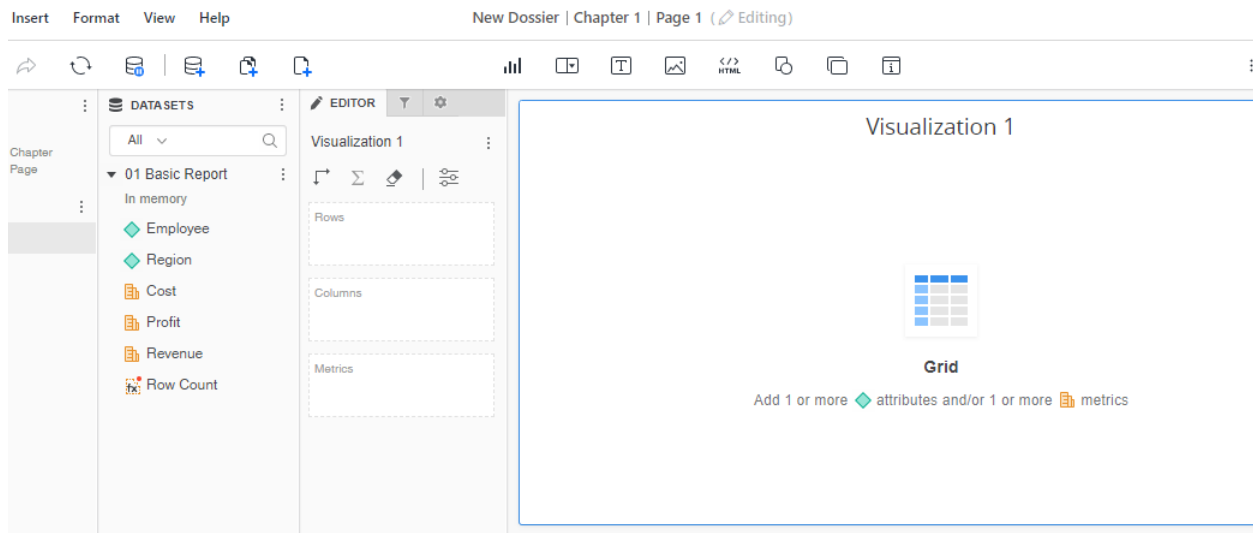 Insert Format View Help
New Dossier | Chapter 1 | Page 1 ( Editing)
T
</> HTML
i
Chapter
Page
DATASETS
All
01 Basic Report
In memory
Employee
Region
Cost
Profit
Revenue
fx Row Count
EDITOR
Visualization 1
Σ
Rows
Columns
Metrics
Visualization 1
Grid
Add 1 or more attributes and/or 1 or more metrics